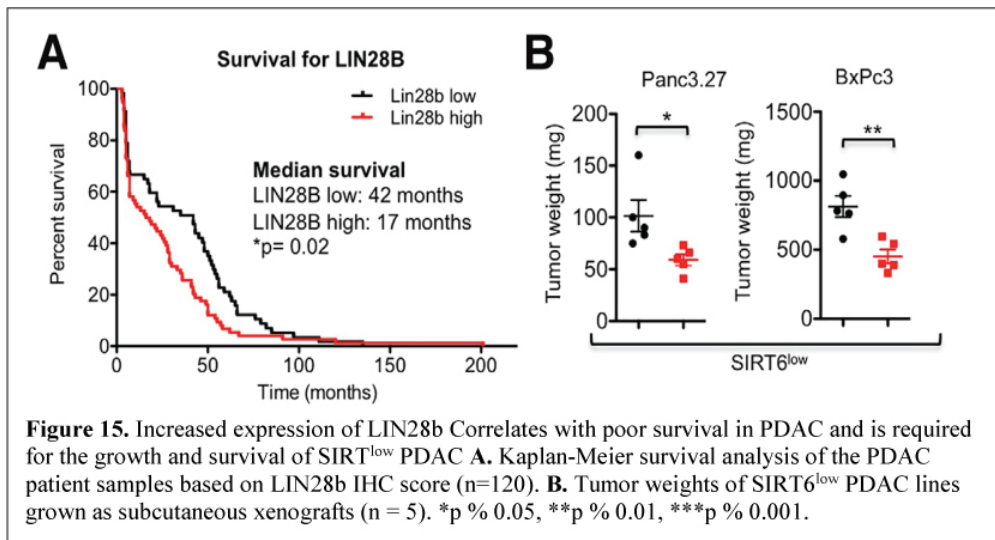 A
Survival for LIN28B
Lin28b low
Lin28b high
Median survival
LIN28B low: 42 months
LIN28B high: 17 months
*p= 0.02
Percent survival
100
80
60
40
20
0
0 50 100 150 200
Time (months)
B
Panc3.27
Tumor weight (mg)
200
150
100
50
0
*
BxPc3
Tumor weight (mg)
1500
1000
500
0
**
SIRT6low
Figure 15. Increased expression of LIN28b Correlates with poor survival in PDAC and is required
for the growth and survival of SIRTlow PDAC A. Kaplan-Meier survival analysis of the PDAC
patient samples based on LIN28b IHC score (n=120). B. Tumor weights of SIRT6low PDAC lines
grown as subcutaneous xenografts (n = 5). *p % 0.05, **p % 0.01, ***p % 0.001.